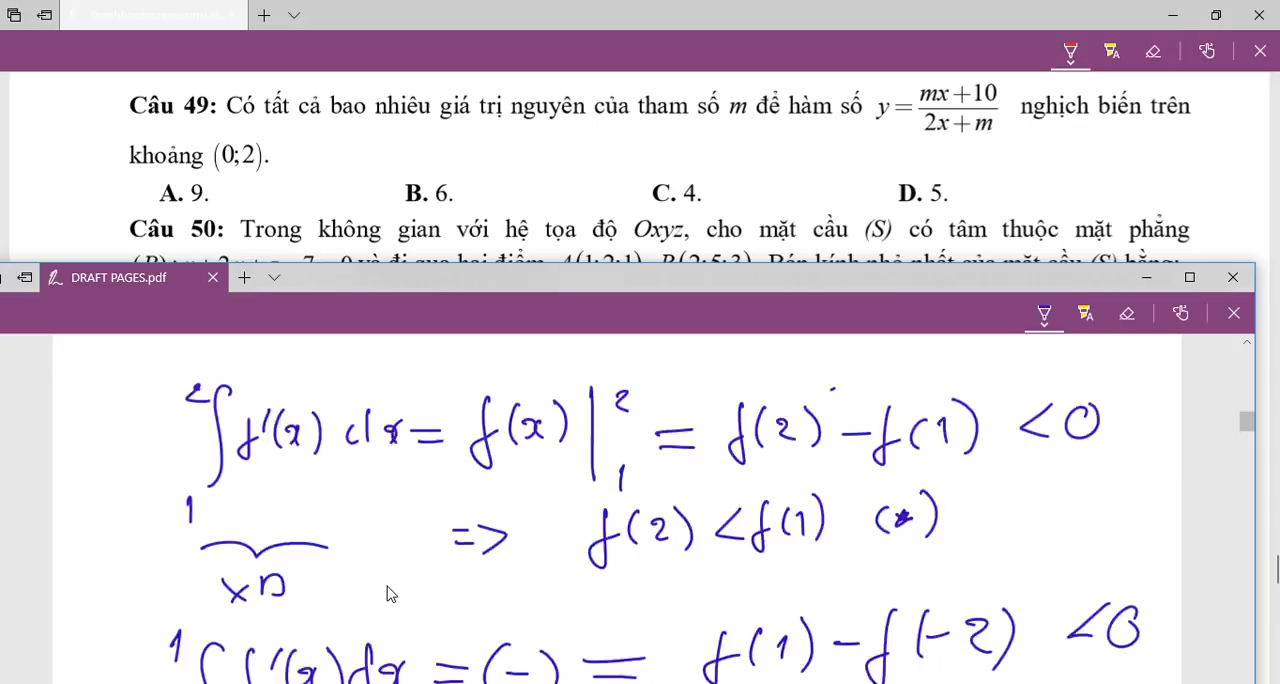 Câu 49: Có tất cả bao nhiêu giá trị nguyên của tham số m để hàm số y = (mx+10)/(2x+m) nghịch biến trên
khoảng (0;2).
A. 9. B. 6. C. 4. D. 5.
Câu 50: Trong không gian với hệ tọa độ Oxyz, cho mặt cầu (S) có tâm thuộc mặt phẳng
DRAFT PAGES.pdf
∫₁² f'(x) dx = f(x) |₁² = f(2) - f(1) < 0
=> f(2) < f(1) (*)
∫ f'(x) dx = (-) = f(1) - f(-2) < 0